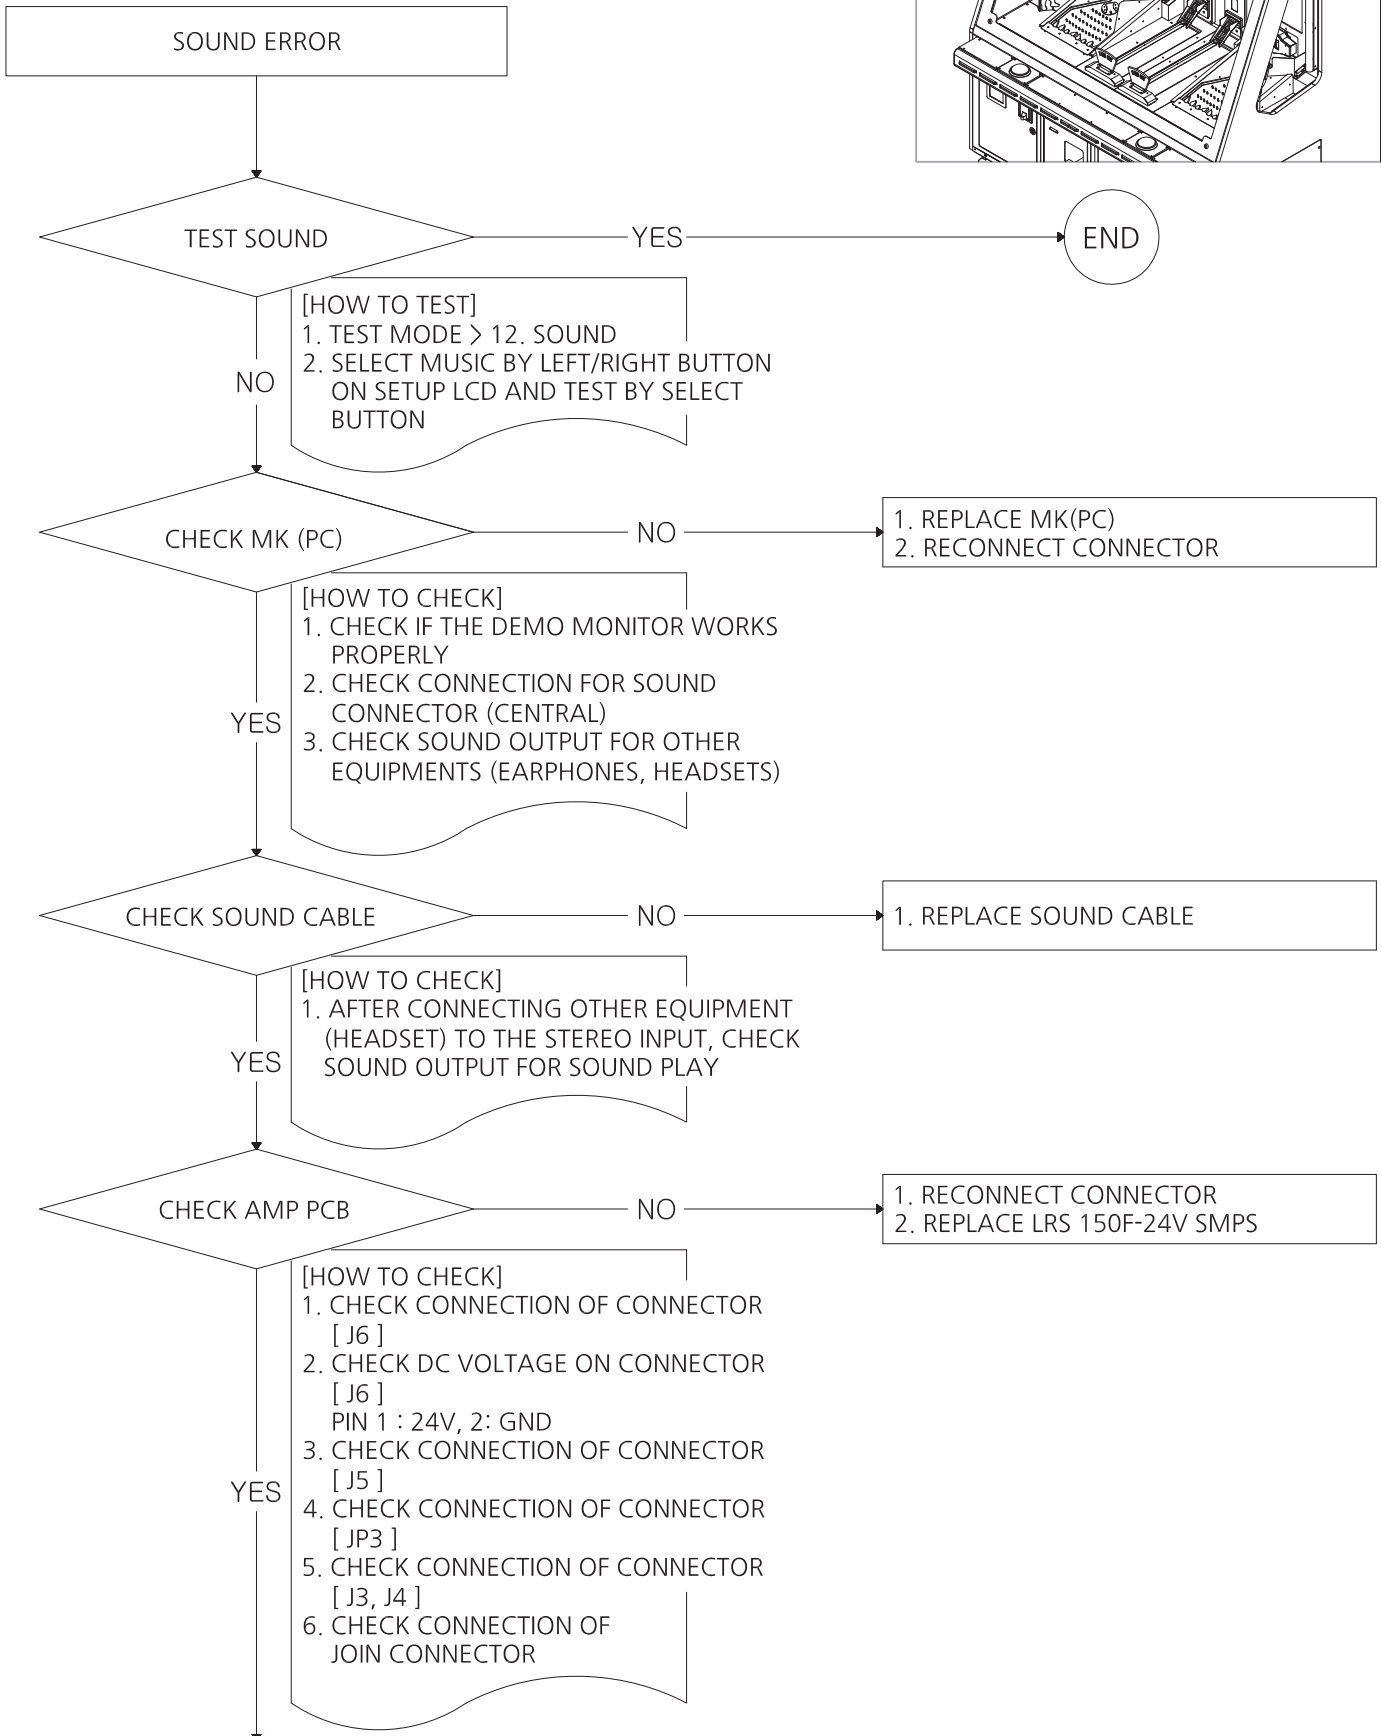 SOUND ERROR
TEST SOUND
YES
END
[HOW TO TEST]
1. TEST MODE > 12. SOUND
2. SELECT MUSIC BY LEFT/RIGHT BUTTON
ON SETUP LCD AND TEST BY SELECT
BUTTON
NO
CHECK MK (PC)
NO
1. REPLACE MK(PC)
2. RECONNECT CONNECTOR
[HOW TO CHECK]
1. CHECK IF THE DEMO MONITOR WORKS
PROPERLY
2. CHECK CONNECTION FOR SOUND
CONNECTOR (CENTRAL)
3. CHECK SOUND OUTPUT FOR OTHER
EQUIPMENTS (EARPHONES, HEADSETS)
YES
CHECK SOUND CABLE
NO
1. REPLACE SOUND CABLE
[HOW TO CHECK]
1. AFTER CONNECTING OTHER EQUIPMENT
(HEADSET) TO THE STEREO INPUT, CHECK
SOUND OUTPUT FOR SOUND PLAY
YES
CHECK AMP PCB
NO
1. RECONNECT CONNECTOR
2. REPLACE LRS 150F-24V SMPS
[HOW TO CHECK]
1. CHECK CONNECTION OF CONNECTOR
[ J6 ]
2. CHECK DC VOLTAGE ON CONNECTOR
[ J6 ]
PIN 1 : 24V, 2: GND
3. CHECK CONNECTION OF CONNECTOR
[ J5 ]
4. CHECK CONNECTION OF CONNECTOR
[ JP3 ]
5. CHECK CONNECTION OF CONNECTOR
[ J3, J4 ]
6. CHECK CONNECTION OF
JOIN CONNECTOR
YES